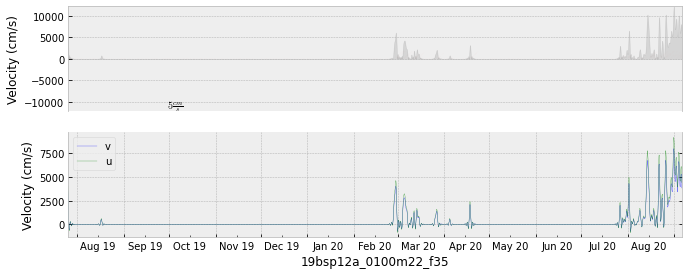 Velocity (cm/s)
10000
5000
0
−5000
−10000
5 cm/s
Velocity (cm/s)
7500
5000
2500
0
v
u
Aug 19 Sep 19 Oct 19 Nov 19 Dec 19 Jan 20 Feb 20 Mar 20 Apr 20 May 20 Jun 20 Jul 20 Aug 20
19bsp12a_0100m22_f35